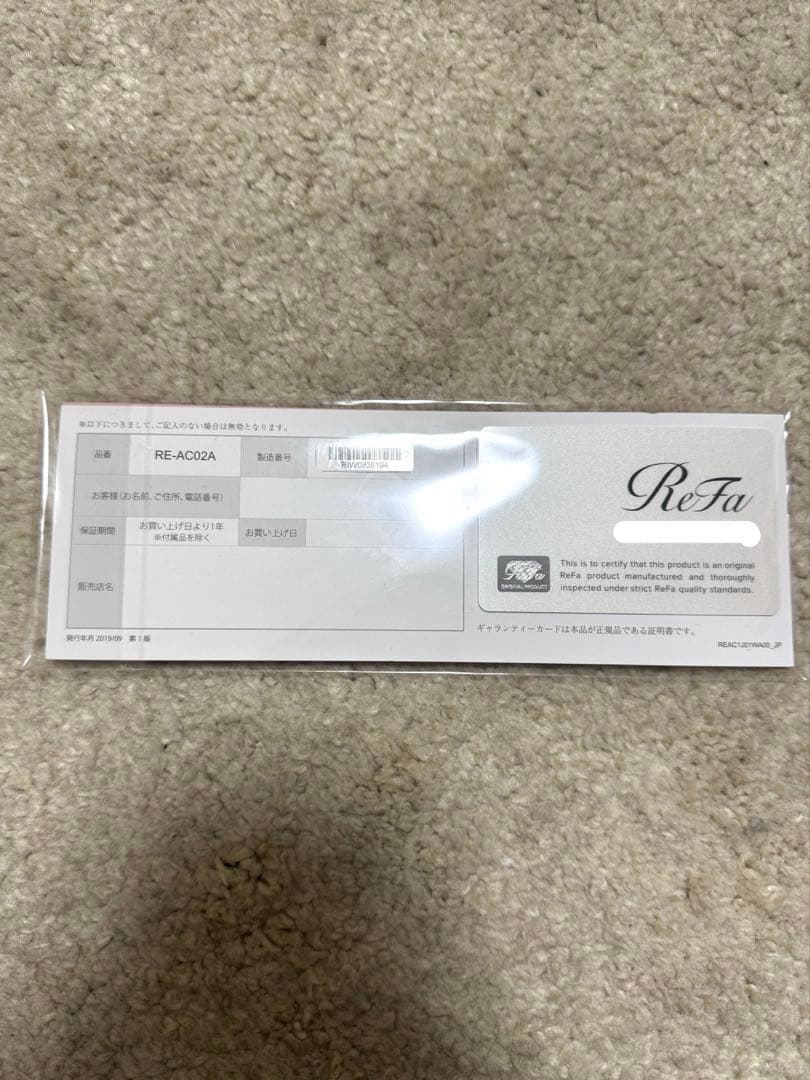 ※以下につきまして、ご記入のない場合は無効となります。
品番 RE-AC02A 製造番号 RW0836194
お客様(お名前、ご住所、電話番号)
保証期間 お買い上げ日より1年 お買い上げ日
※付属品を除く
販売店名
発行年月 2019/09 第1版
ReFa
ReFa
ORIGINAL PRODUCT
This is to certify that this product is an original
ReFa product manufactured and thoroughly
inspected under strict ReFa quality standards.
ギャランティーカードは本品が正規品である証明書です。
REAC1J01WA00_JP